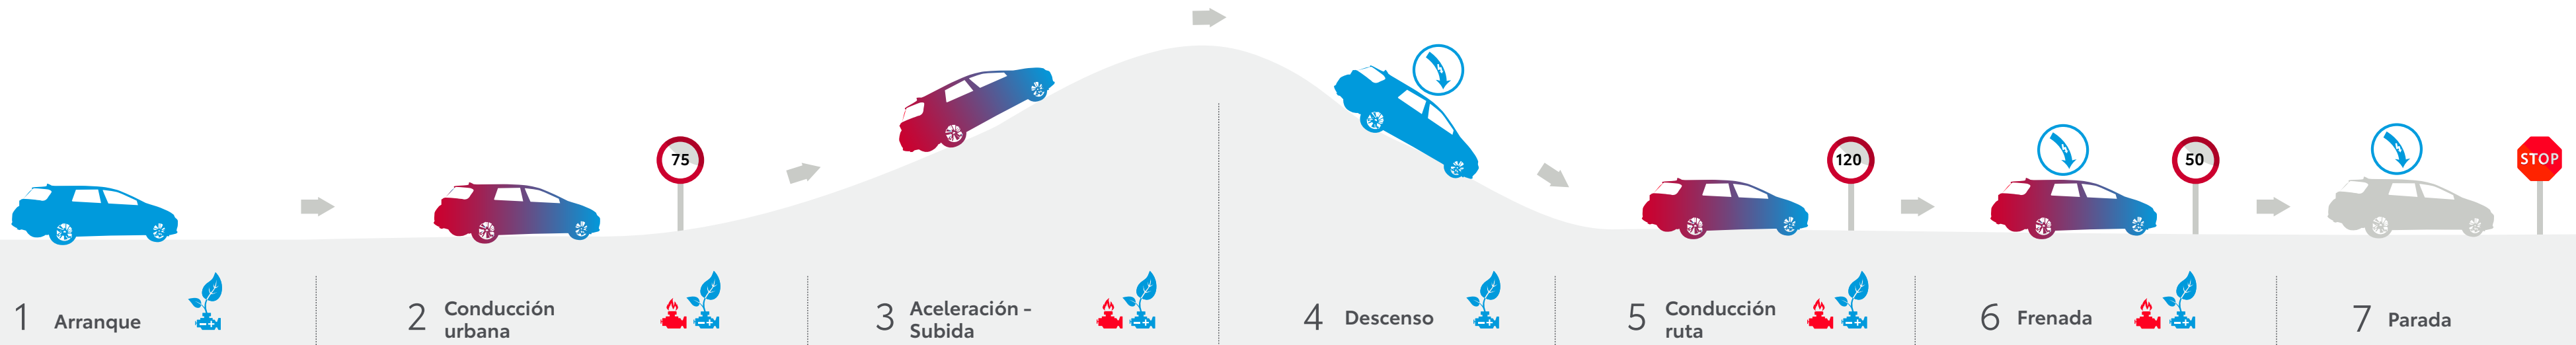 75
120
50
STOP
1 Arranque
2 Conducción
urbana
3 Aceleración -
Subida
4 Descenso
5 Conducción
ruta
6 Frenada
7 Parada